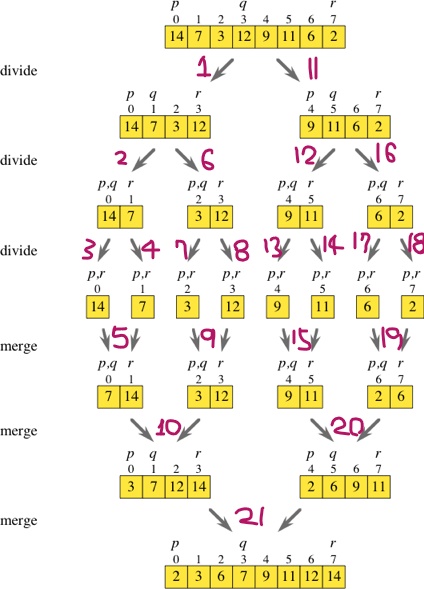 p q r
0 1 2 3 4 5 6 7
14 7 3 12 9 11 6 2
divide 1 11
p q r p q r
0 1 2 3 4 5 6 7
14 7 3 12 9 11 6 2
divide 2 6 12 16
p,q r p,q r p,q r p,q r
0 1 2 3 4 5 6 7
14 7 3 12 9 11 6 2
divide 3 4 7 8 13 14 17 18
p,r p,r p,r p,r p,r p,r p,r p,r
0 1 2 3 4 5 6 7
14 7 3 12 9 11 6 2
merge 5 9 15 19
p,q r p,q r p,q r p,q r
0 1 2 3 4 5 6 7
7 14 3 12 9 11 2 6
merge 10 20
p q r p q r
0 1 2 3 4 5 6 7
3 7 12 14 2 6 9 11
merge 21
p q r
0 1 2 3 4 5 6 7
2 3 6 7 9 11 12 14